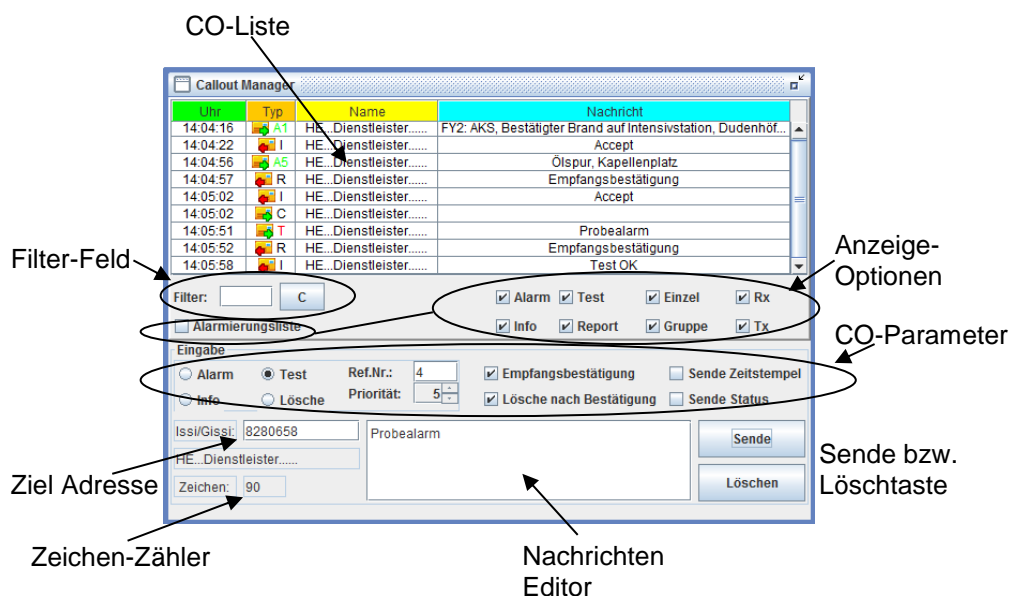 CO-Liste
Callout Manager
Uhr Typ Name Nachricht
14:04:16 A1 HE...Dienstleister...... FY2: AKS, Bestätigter Brand auf Intensivstation, Dudenhöf...
14:04:22 I HE...Dienstleister...... Accept
14:04:56 A5 HE...Dienstleister...... Ölspur, Kapellenplatz
14:04:57 R HE...Dienstleister...... Empfangsbestätigung
14:05:02 I HE...Dienstleister...... Accept
14:05:02 C HE...Dienstleister......
14:05:51 T HE...Dienstleister...... Probealarm
14:05:52 R HE...Dienstleister...... Empfangsbestätigung
14:05:58 I HE...Dienstleister...... Test OK
Filter-Feld
Anzeige-
Optionen
Filter: C Alarm Test Einzel Rx
Alarmierungsliste Info Report Gruppe Tx
CO-Parameter
Eingabe
Alarm Test Ref.Nr.: 4 Empfangsbestätigung Sende Zeitstempel
Info Lösche Priorität: 5 Lösche nach Bestätigung Sende Status
Issi/Gissi: 8280658 Probealarm Sende
HE...Dienstleister......
Zeichen: 90 Löschen
Ziel Adresse
Sende bzw.
Löschtaste
Zeichen-Zähler
Nachrichten
Editor